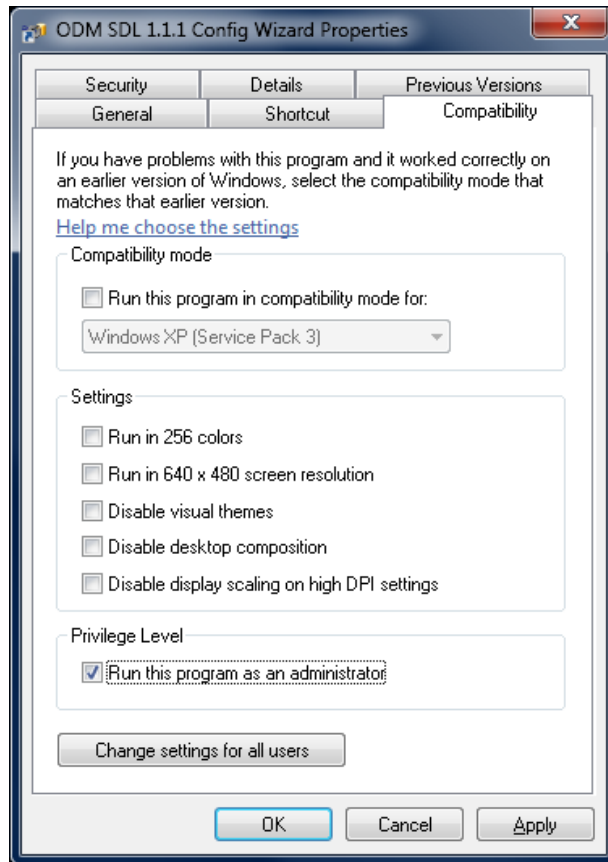 ODM SDL 1.1.1 Config Wizard Properties
Security Details Previous Versions
General Shortcut Compatibility
If you have problems with this program and it worked correctly on
an earlier version of Windows, select the compatibility mode that
matches that earlier version.
Help me choose the settings
Compatibility mode
Run this program in compatibility mode for:
Windows XP (Service Pack 3)
Settings
Run in 256 colors
Run in 640 x 480 screen resolution
Disable visual themes
Disable desktop composition
Disable display scaling on high DPI settings
Privilege Level
Run this program as an administrator
Change settings for all users
OK Cancel Apply